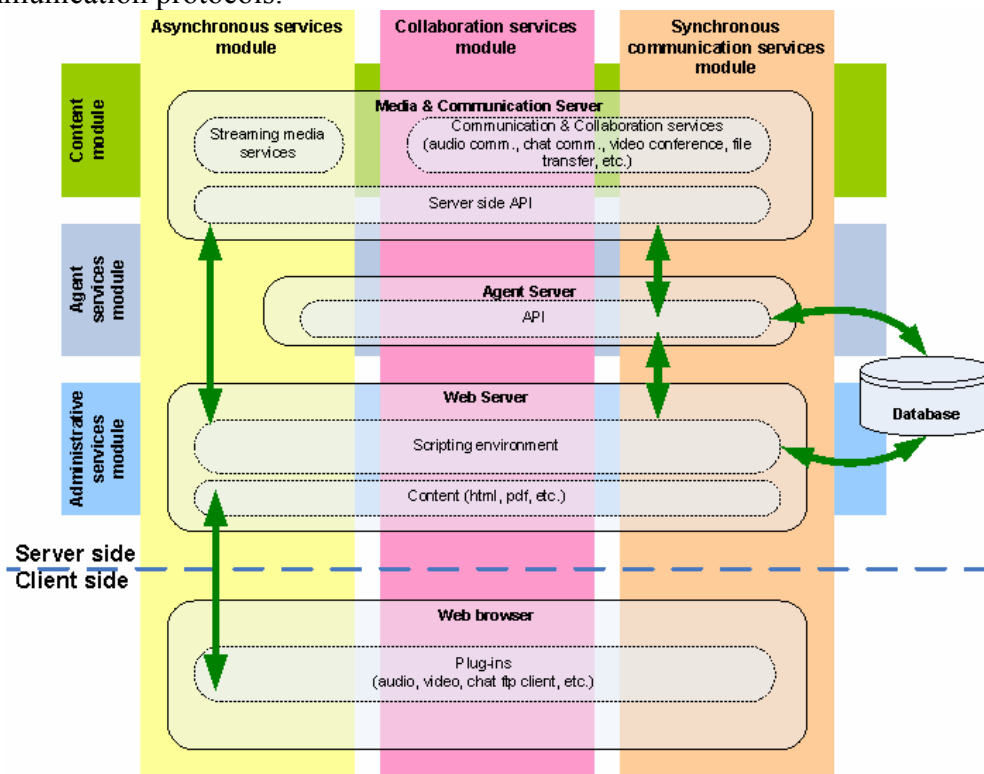 munication protocols.
Asynchronous services
module
Collaboration services
module
Synchronous
communication services
module
Content
module
Media & Communication Server
Streaming media
services
Communication & Collaboration services
(audio comm., chat comm., video conference, file
transfer, etc.)
Server side API
Agent
services
module
Agent Server
API
Administrative
services
module
Web Server
Scripting environment
Content (html, pdf, etc.)
Database
Server side
Client side
Web browser
Plug-ins
(audio, video, chat ftp client, etc.)